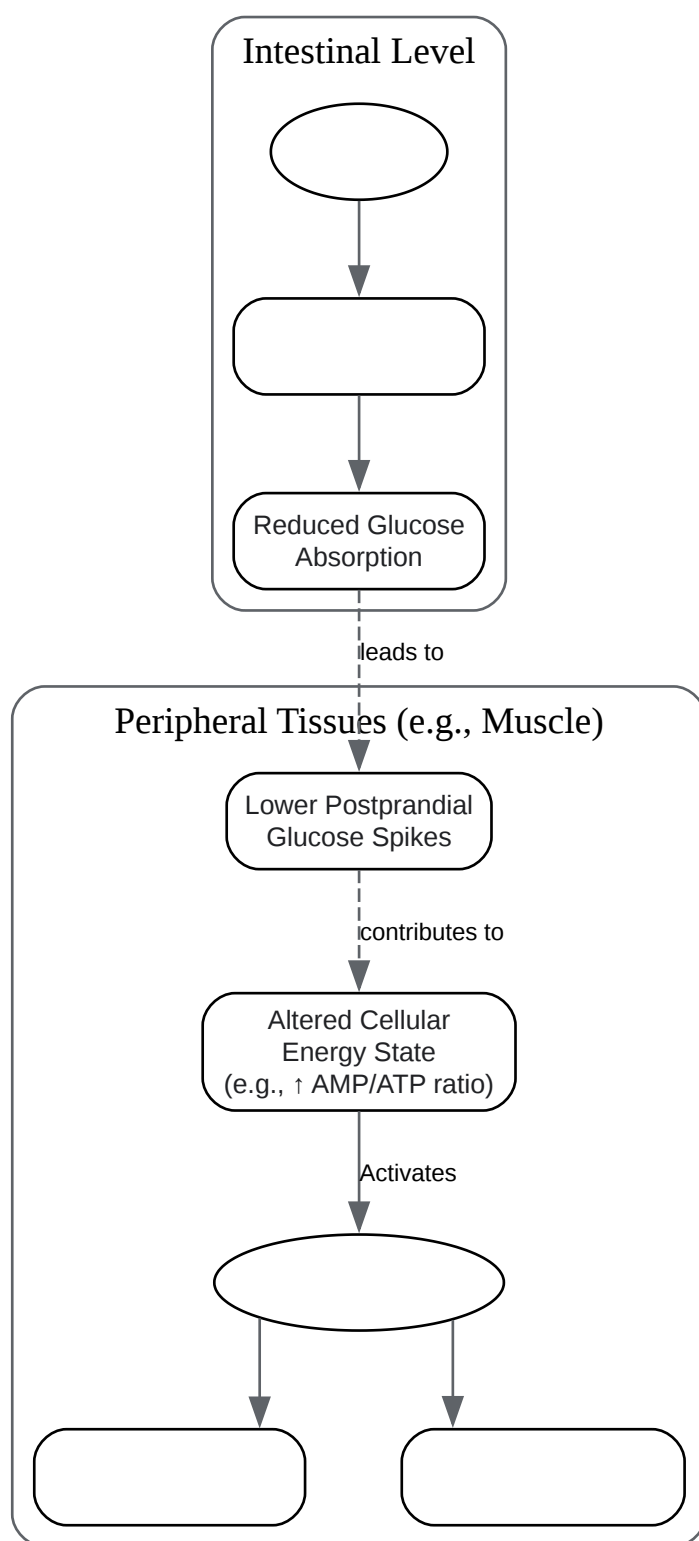 Intestinal Level
Reduced Glucose
Absorption
leads to
Peripheral Tissues (e.g., Muscle)
Lower Postprandial
Glucose Spikes
contributes to
Altered Cellular
Energy State
(e.g., ↑ AMP/ATP ratio)
Activates